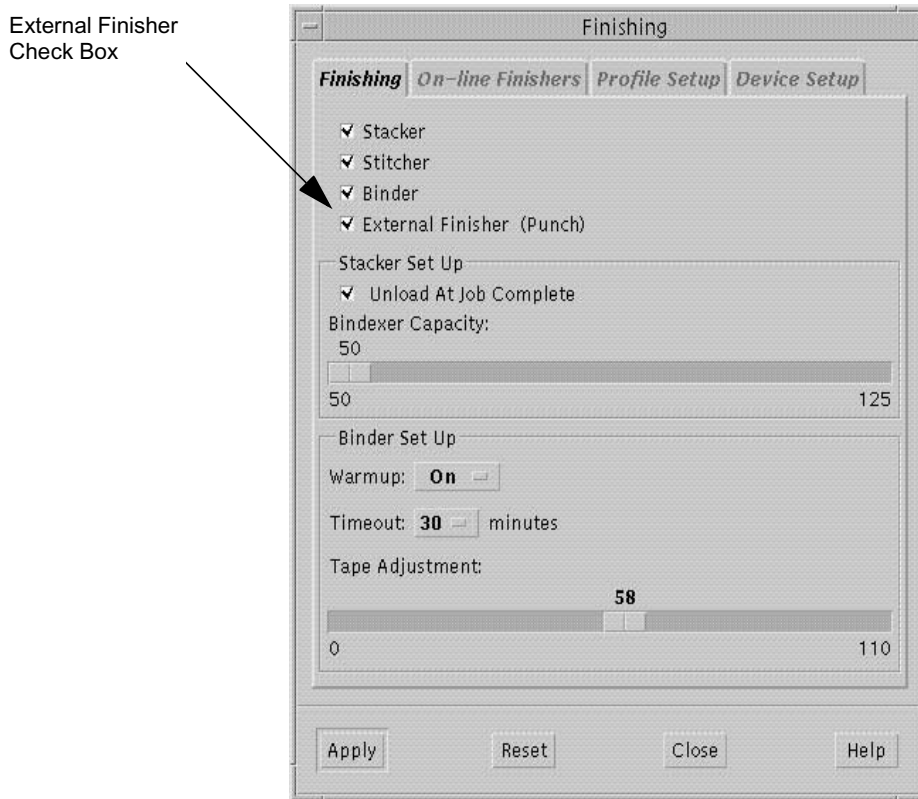 External Finisher
Check Box
Finishing
Finishing On-line Finishers Profile Setup Device Setup
Stacker
Stitcher
Binder
External Finisher (Punch)
Stacker Set Up
Unload At Job Complete
Bindexer Capacity:
50
50 125
Binder Set Up
Warmup: On
Timeout: 30 minutes
Tape Adjustment:
58
0 110
Apply Reset Close Help